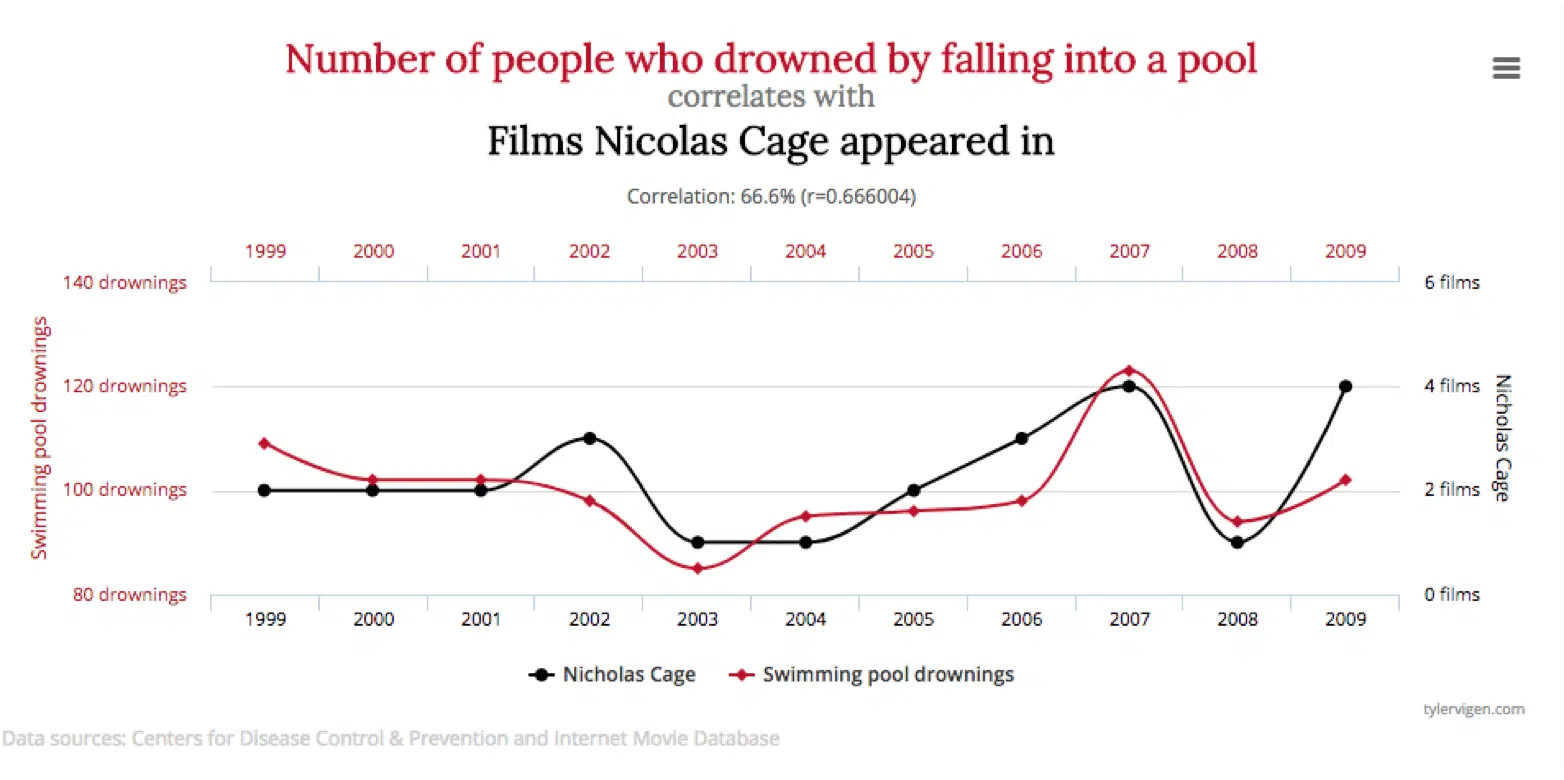 Number of people who drowned by falling into a pool
correlates with
Films Nicolas Cage appeared in
Correlation: 66.6% (r=0.666004)
1999 2000 2001 2002 2003 2004 2005 2006 2007 2008 2009
140 drownings
120 drownings
100 drownings
80 drownings
Swimming pool drownings
6 films
4 films
2 films
0 films
Nicholas Cage
1999 2000 2001 2002 2003 2004 2005 2006 2007 2008 2009
Nicholas Cage Swimming pool drownings
tylervigen.com
Data sources: Centers for Disease Control & Prevention and Internet Movie Database